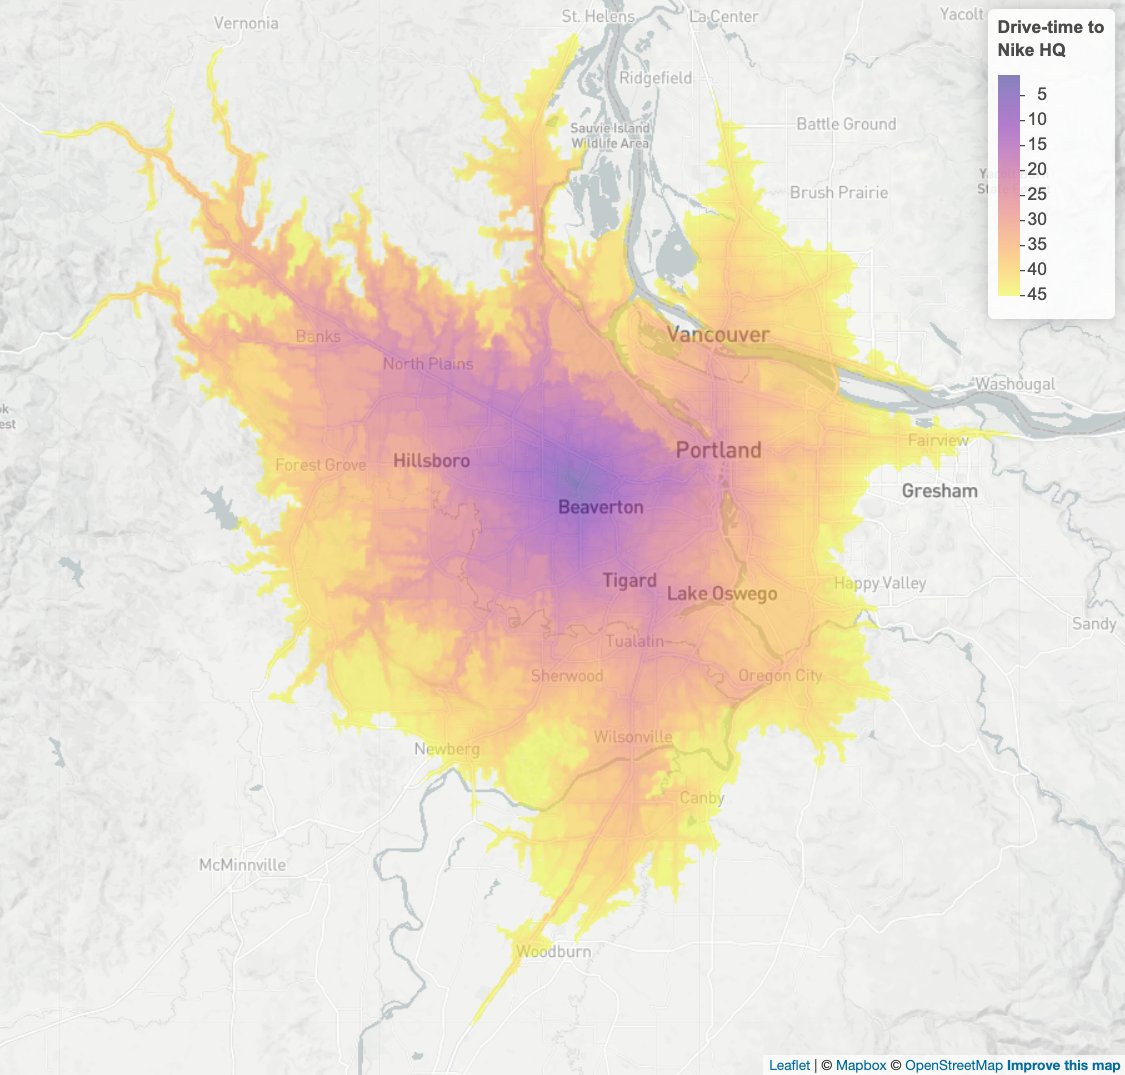 Vernonia
St. Helens
La Center
Yacolt
Drive-time to
Nike HQ
5
10
15
20
25
30
35
40
45
Ridgefield
Sauvie Island
Wildlife Area
Battle Ground
Brush Prairie
Banks
North Plains
Vancouver
Washougal
Forest Grove
Hillsboro
Portland
Fairview
Gresham
Beaverton
Tigard
Lake Oswego
Happy Valley
Sandy
Tualatin
Sherwood
Oregon City
Wilsonville
Newberg
Canby
McMinnville
Woodburn
Leaflet | © Mapbox © OpenStreetMap Improve this map